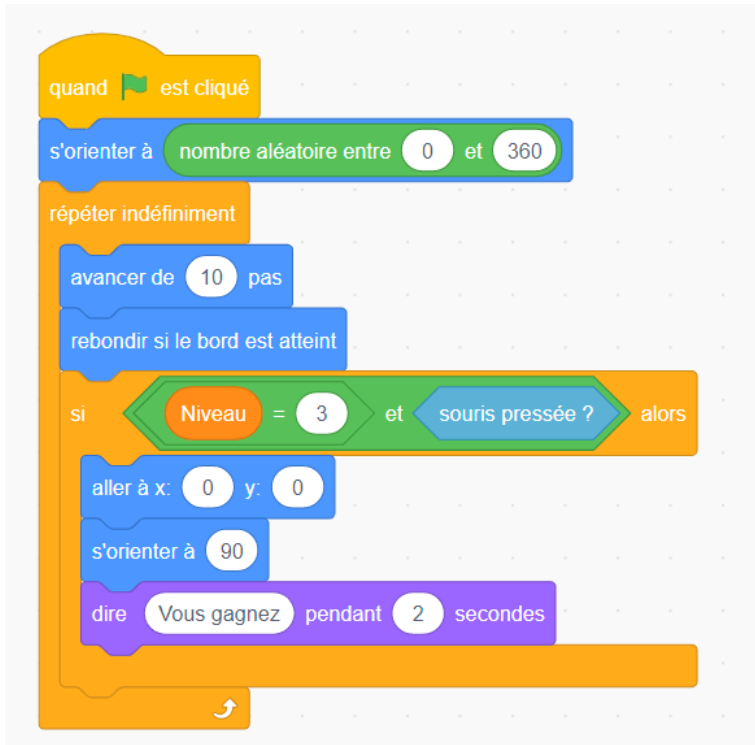 quand est cliqué
s'orienter à nombre aléatoire entre 0 et 360
répéter indéfiniment
avancer de 10 pas
rebondir si le bord est atteint
si Niveau = 3 et souris pressée ? alors
aller à x: 0 y: 0
s'orienter à 90
dire Vous gagnez pendant 2 secondes